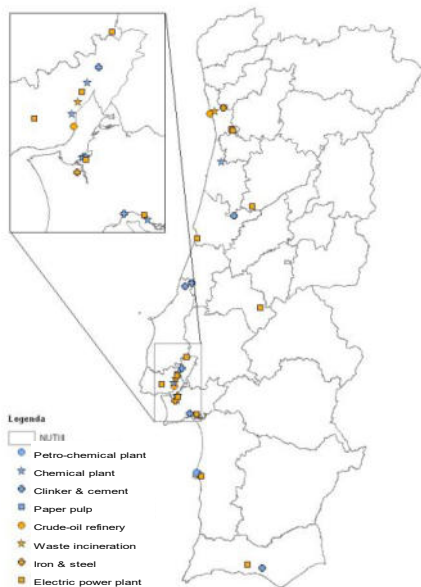 Legenda
NUTIII
Petro-chemical plant
Chemical plant
Clinker & cement
Paper pulp
Crude-oil refinery
Waste incineration
Iron & steel
Electric power plant